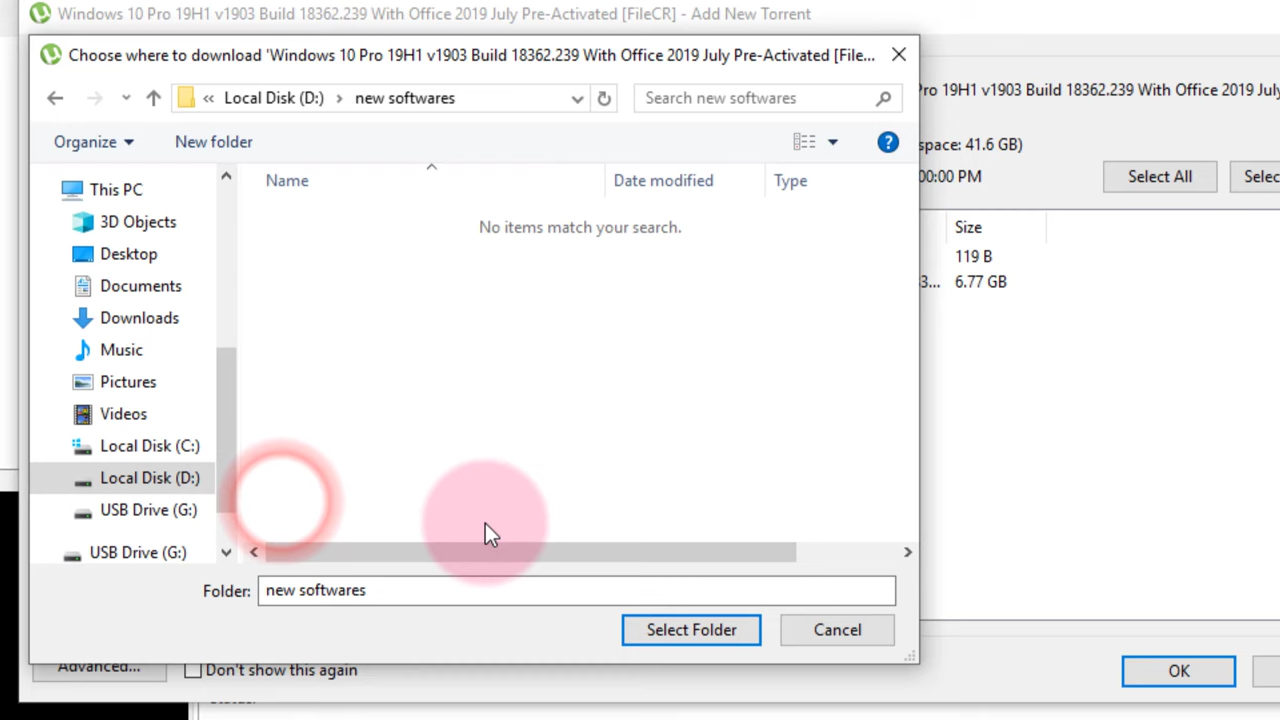 Windows 10 Pro 19H1 v1903 Build 18362.239 With Office 2019 July Pre-Activated [FileCR] - Add New Torrent
Choose where to download 'Windows 10 Pro 19H1 v1903 Build 18362.239 With Office 2019 July Pre-Activated [File...
Pro 19H1 v1903 Build 18362.239 With Office 2019 July
« Local Disk (D:) › new softwares
Search new softwares
Organize
New folder
space: 41.6 GB)
00:00 PM
Select All
Selec
Name
Date modified
Type
Size
No items match your search.
119 B
3... 6.77 GB
This PC
3D Objects
Desktop
Documents
Downloads
Music
Pictures
Videos
Local Disk (C:)
Local Disk (D:)
USB Drive (G:)
USB Drive (G:)
Folder: new softwares
Select Folder
Cancel
Advanced...
Don't show this again
OK